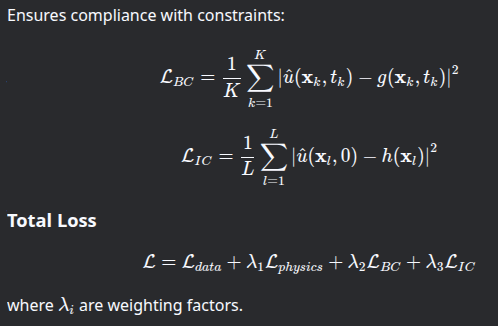 Ensures compliance with constraints:
$$\mathcal{L}_{BC} = \frac{1}{K} \sum_{k=1}^{K} |\hat{u}(\mathbf{x}_k, t_k) - g(\mathbf{x}_k, t_k)|^2$$
$$\mathcal{L}_{IC} = \frac{1}{L} \sum_{l=1}^{L} |\hat{u}(\mathbf{x}_l, 0) - h(\mathbf{x}_l)|^2$$
Total Loss
$$\mathcal{L} = \mathcal{L}_{data} + \lambda_1 \mathcal{L}_{physics} + \lambda_2 \mathcal{L}_{BC} + \lambda_3 \mathcal{L}_{IC}$$
where $\lambda_i$ are weighting factors.